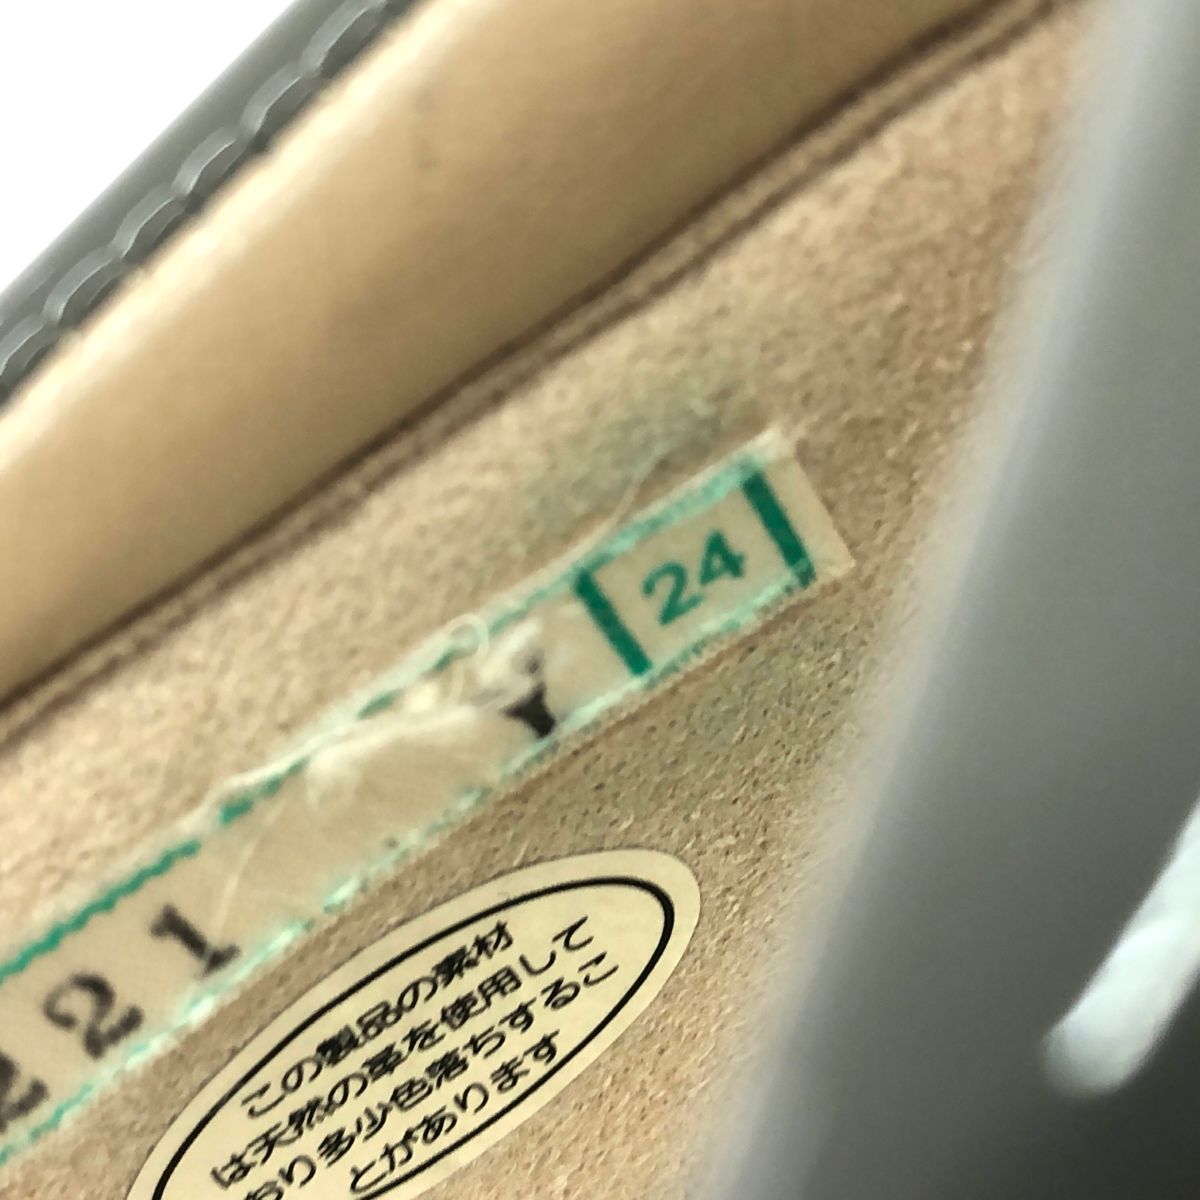 24
221
この製品の素材
は天然の革を使用して
おり多少色落ちするこ
とがあります